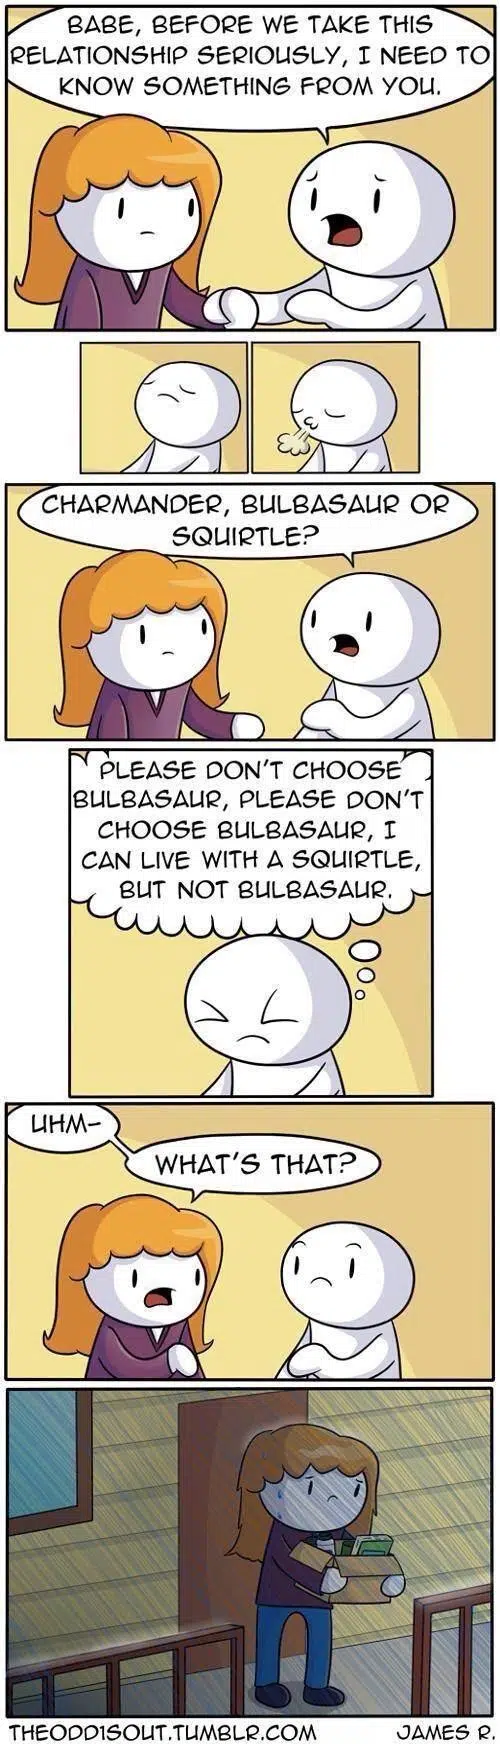 BABE, BEFORE WE TAKE THIS
RELATIONSHIP SERIOUSLY, I NEED TO
KNOW SOMETHING FROM YOU.
CHARMANDER, BULBASAUR OR
SQUIRTLE?
PLEASE DON'T CHOOSE
BULBASAUR, PLEASE DON'T
CHOOSE BULBASAUR, I
CAN LIVE WITH A SQUIRTLE,
BUT NOT BULBASAUR.
UHM-
WHAT'S THAT?
THEODD1SOUT.TUMBLR.COM
JAMES R.